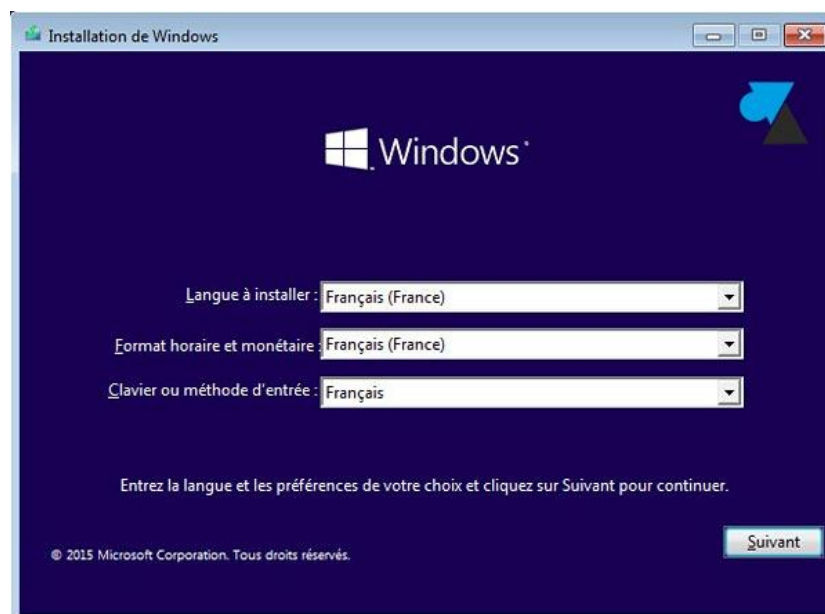 Installation de Windows
Windows
Langue à installer : Français (France)
Format horaire et monétaire : Français (France)
Clavier ou méthode d'entrée : Français
Entrez la langue et les préférences de votre choix et cliquez sur Suivant pour continuer.
Suivant
© 2015 Microsoft Corporation. Tous droits réservés.